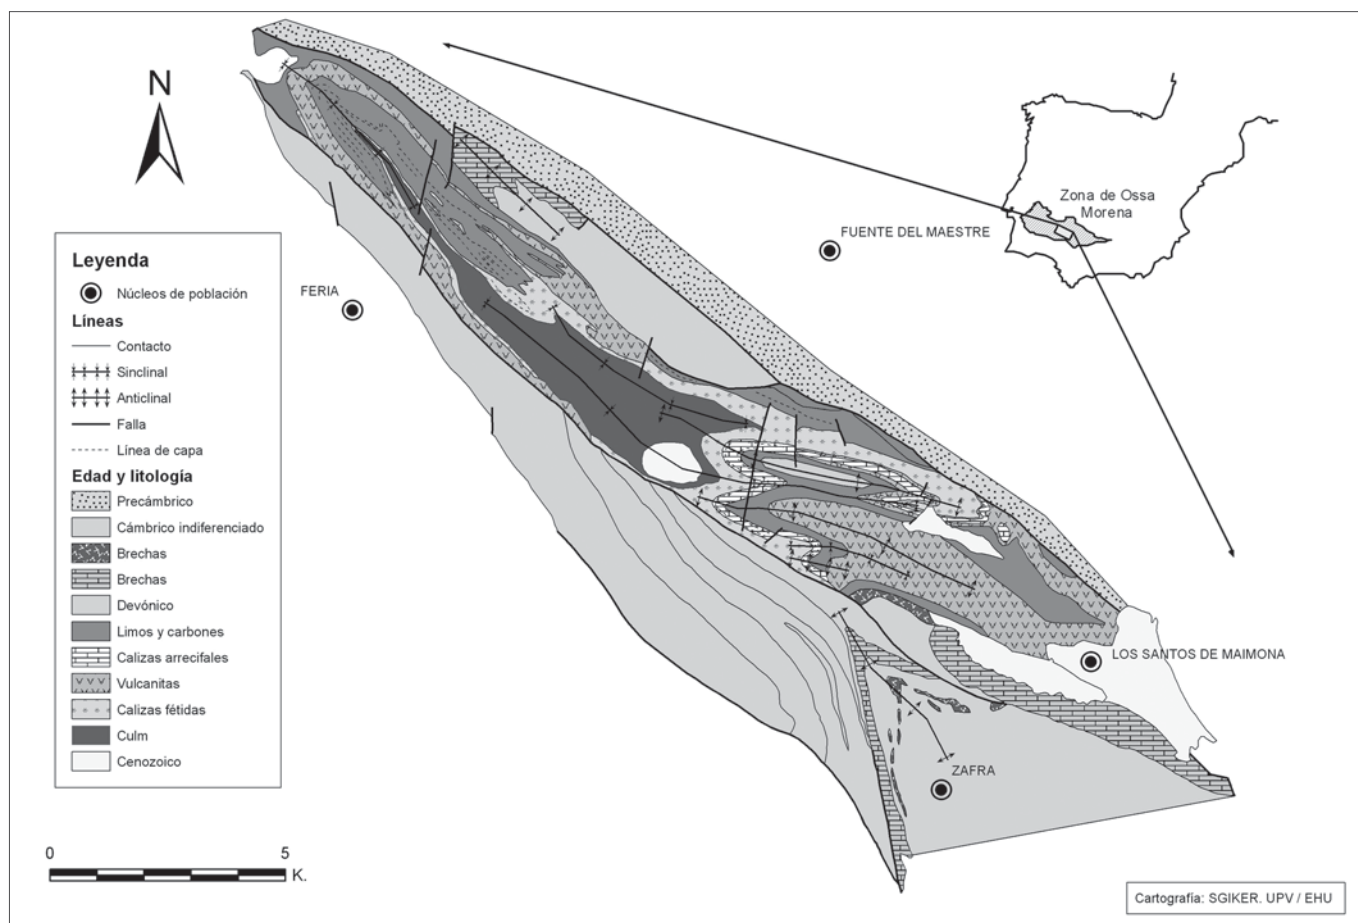 N
Zona de Ossa
Morena
FUENTE DEL MAESTRE
FERIA
Leyenda
Núcleos de población
Líneas
Contacto
Sinclinal
Anticlinal
Falla
Línea de capa
Edad y litología
Precámbrico
Cámbrico indiferenciado
Brechas
Brechas
Devónico
Limos y carbones
Calizas arrecifales
Vulcanitas
Calizas fétidas
Culm
Cenozoico
LOS SANTOS DE MAIMONA
ZAFRA
0 5
K.
Cartografía: SGIKER. UPV / EHU